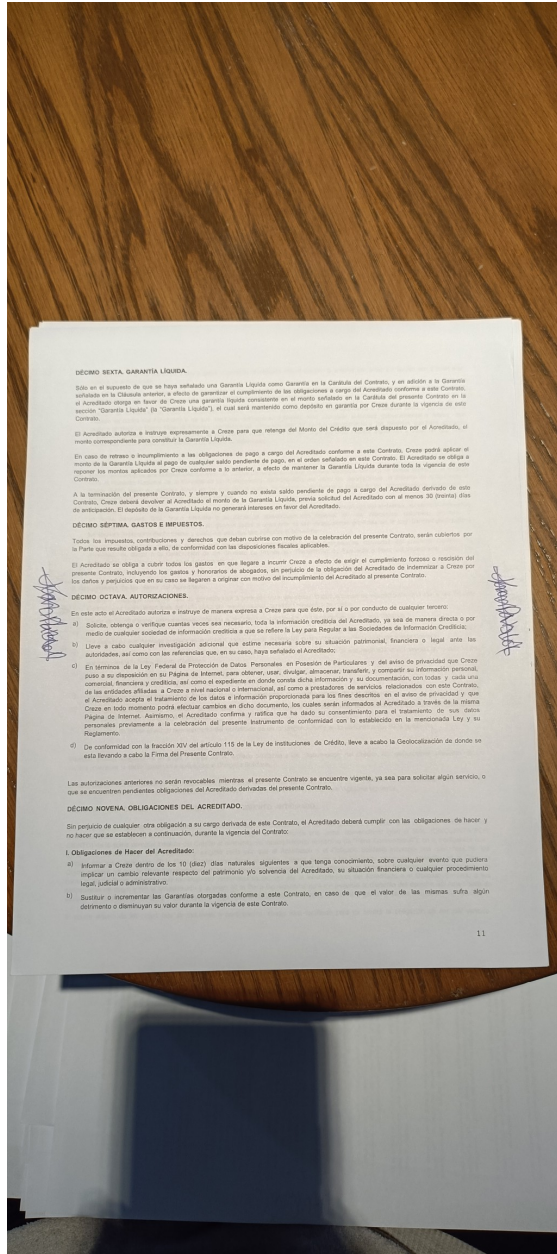 DÉCIMO SEXTA. GARANTÍA LÍQUIDA.
Sólo en el supuesto de que se haya señalado una Garantía Líquida como Garantía en la Carátula del Contrato, y en adición a la Garantía
señalada en la Cláusula anterior, a efecto de garantizar el cumplimiento de las obligaciones a cargo del Acreditado conforme a este Contrato,
el Acreditado otorga en favor de Creze una garantía líquida consistente en el monto señalado en la Carátula del presente Contrato en la
sección "Garantía Líquida" (la "Garantía Líquida"), el cual será mantenido como depósito en garantía por Creze durante la vigencia de este
Contrato.
El Acreditado autoriza e instruye expresamente a Creze para que retenga del Monto del Crédito que será dispuesto por el Acreditado, el
monto correspondiente para constituir la Garantía Líquida.
En caso de retraso o incumplimiento a las obligaciones de pago a cargo del Acreditado conforme a este Contrato, Creze podrá aplicar el
monto de la Garantía Líquida al pago de cualquier saldo pendiente de pago, en el orden señalado en este Contrato. El Acreditado se obliga a
reponer los montos aplicados por Creze conforme a lo anterior, a efecto de mantener la Garantía Líquida durante toda la vigencia de este
Contrato.
A la terminación del presente Contrato, y siempre y cuando no exista saldo pendiente de pago a cargo del Acreditado derivado de este
Contrato, Creze deberá devolver al Acreditado el monto de la Garantía Líquida, previa solicitud del Acreditado con al menos 30 (treinta) días
de anticipación. El depósito de la Garantía Líquida no generará intereses en favor del Acreditado.
DÉCIMO SÉPTIMA. GASTOS E IMPUESTOS.
Todos los impuestos, contribuciones y derechos que deban cubrirse con motivo de la celebración del presente Contrato, serán cubiertos por
la Parte que resulte obligada a ello, de conformidad con las disposiciones fiscales aplicables.
El Acreditado se obliga a cubrir todos los gastos en que llegare a incurrir Creze a efecto de exigir el cumplimiento forzoso o rescisión del
presente Contrato, incluyendo los gastos y honorarios de abogados, sin perjuicio de la obligación del Acreditado de indemnizar a Creze por
los daños y perjuicios que en su caso se llegaren a originar con motivo del incumplimiento del Acreditado al presente Contrato.
DÉCIMO OCTAVA. AUTORIZACIONES.
En este acto el Acreditado autoriza e instruye de manera expresa a Creze para que éste, por sí o por conducto de cualquier tercero:
a) Solicite, obtenga o verifique cuantas veces sea necesario, toda la información crediticia del Acreditado, ya sea de manera directa o por
medio de cualquier sociedad de información crediticia a que se refiere la Ley para Regular a las Sociedades de Información Crediticia;
b) Lleve a cabo cualquier investigación adicional que estime necesaria sobre su situación patrimonial, financiera o legal ante las
autoridades, así como con las referencias que, en su caso, haya señalado el Acreditado;
c) En términos de la Ley Federal de Protección de Datos Personales en Posesión de Particulares y del aviso de privacidad que Creze
puso a su disposición en su Página de Internet, para obtener, usar, divulgar, almacenar, transferir, y compartir su información personal,
comercial, financiera y crediticia, así como el expediente en donde consta dicha información y su documentación, con todas y cada una
de las entidades afiliadas a Creze a nivel nacional o internacional, así como a prestadores de servicios relacionados con este Contrato,
el Acreditado acepta el tratamiento de los datos e información proporcionada para los fines descritos en el aviso de privacidad y que
Creze en todo momento podrá efectuar cambios en dicho documento, los cuales serán informados al Acreditado a través de la misma
Página de Internet. Asimismo, el Acreditado confirma y ratifica que ha dado su consentimiento para el tratamiento de sus datos
personales previamente a la celebración del presente Instrumento de conformidad con lo establecido en la mencionada Ley y su
Reglamento.
d) De conformidad con la fracción XIV del artículo 115 de la Ley de instituciones de Crédito, lleve a acabo la Geolocalización de donde se
esta llevando a cabo la Firma del Presente Contrato.
Las autorizaciones anteriores no serán revocables mientras el presente Contrato se encuentre vigente, ya sea para solicitar algún servicio, o
que se encuentren pendientes obligaciones del Acreditado derivadas del presente Contrato.
DÉCIMO NOVENA. OBLIGACIONES DEL ACREDITADO.
Sin perjuicio de cualquier otra obligación a su cargo derivada de este Contrato, el Acreditado deberá cumplir con las obligaciones de hacer y
no hacer que se establecen a continuación, durante la vigencia del Contrato:
I. Obligaciones de Hacer del Acreditado:
a) Informar a Creze dentro de los 10 (diez) días naturales siguientes a que tenga conocimiento, sobre cualquier evento que pudiera
implicar un cambio relevante respecto del patrimonio y/o solvencia del Acreditado, su situación financiera o cualquier procedimiento
legal, judicial o administrativo.
b) Sustituir o incrementar las Garantías otorgadas conforme a este Contrato, en caso de que el valor de las mismas sufra algún
detrimento o disminuyan su valor durante la vigencia de este Contrato.
11